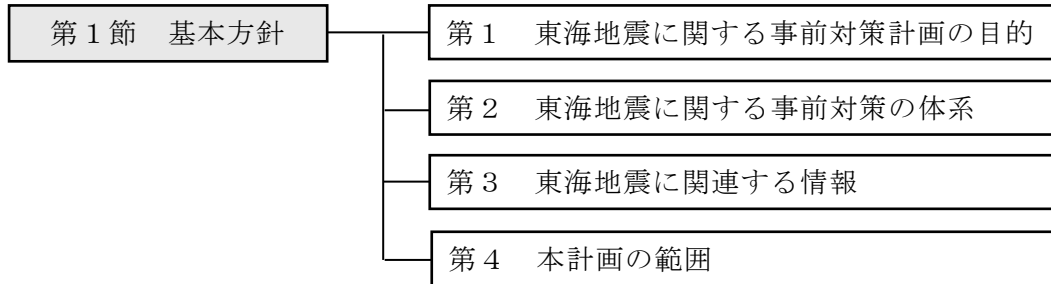 第１節　基本方針
第１　東海地震に関する事前対策計画の目的
第２　東海地震に関する事前対策の体系
第３　東海地震に関連する情報
第４　本計画の範囲